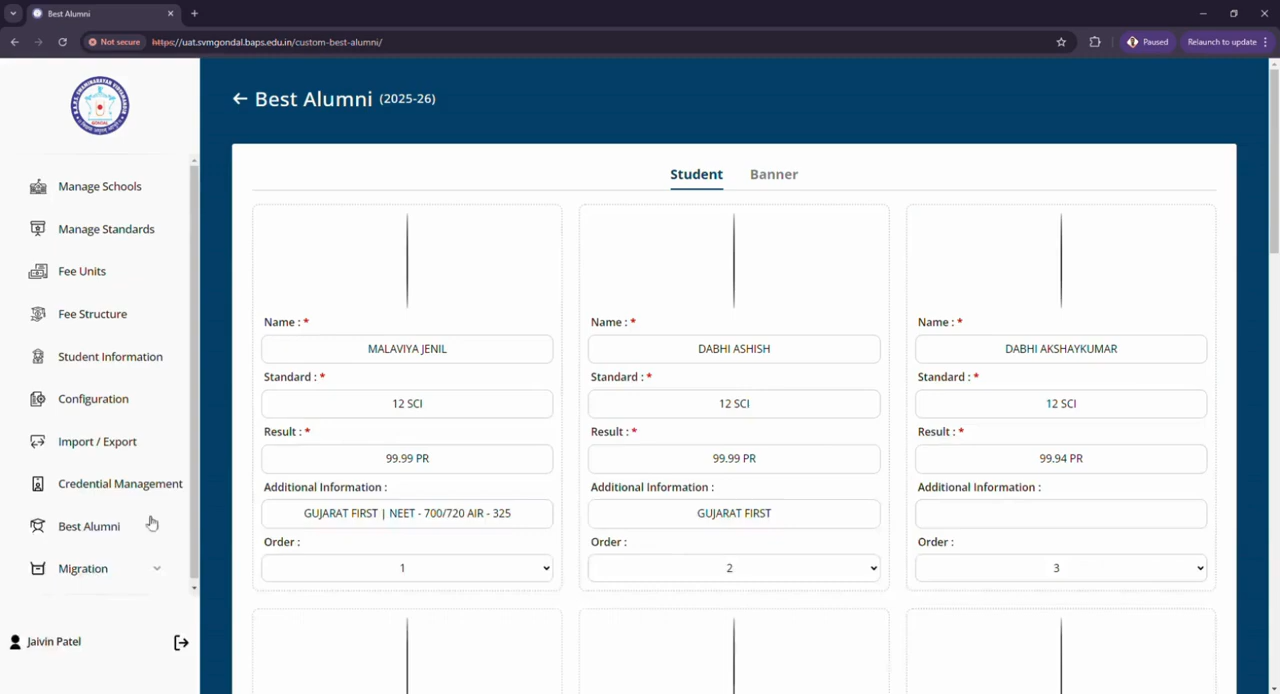 Best Alumni
Not secure
https://uat.svmgondal.baps.edu.in/custom-best-alumni/
Paused
Relaunch to update
Manage Schools
Manage Standards
Fee Units
Fee Structure
Student Information
Configuration
Import / Export
Credential Management
Best Alumni
Migration
Jaivin Patel
Best Alumni (2025-26)
Student Banner
Name : * Name : * Name : *
MALAVIYA JENIL DABHI ASHISH DABHI AKSHAYKUMAR
Standard : * Standard : * Standard : *
12 SCI 12 SCI 12 SCI
Result : * Result : * Result : *
99.99 PR 99.99 PR 99.94 PR
Additional Information : Additional Information : Additional Information :
GUJARAT FIRST | NEET - 700/720 AIR - 325 GUJARAT FIRST
Order : Order : Order :
1 2 3